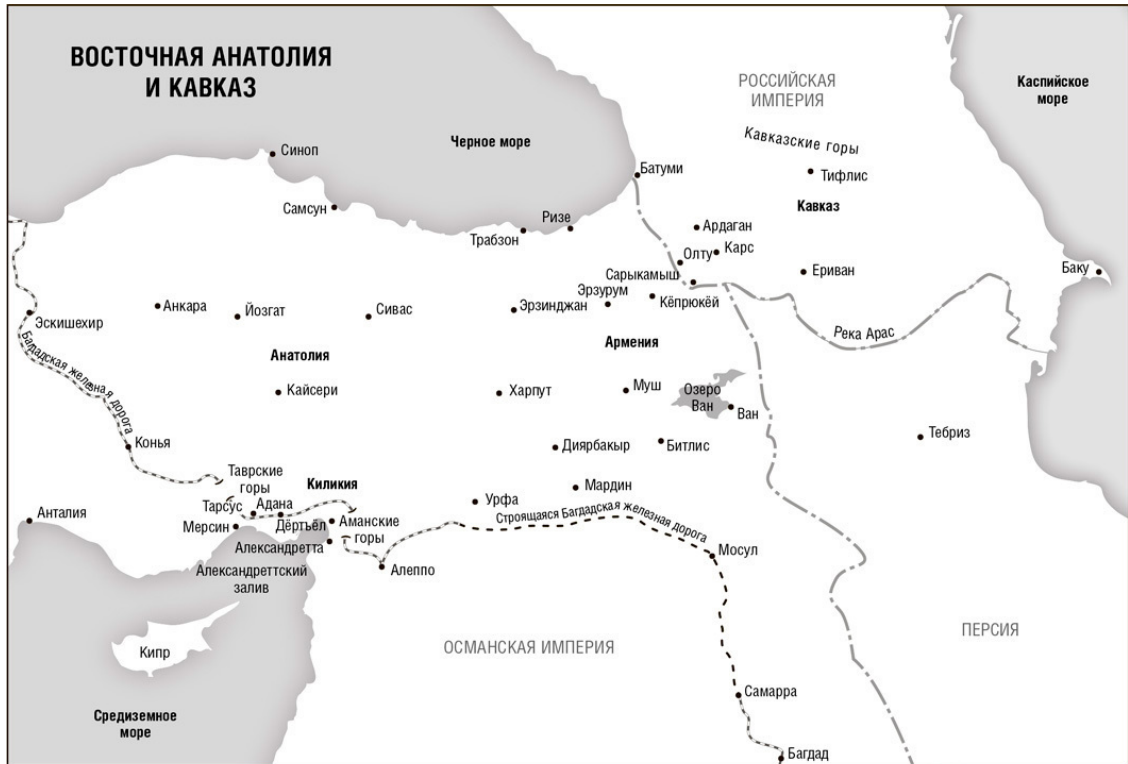 ВОСТОЧНАЯ АНАТОЛИЯ
И КАВКАЗ
РОССИЙСКАЯ
ИМПЕРИЯ
Каспийское
море
Черное море
Кавказские горы
Синоп
Батуми
Тифлис
Самсун
Кавказ
Ризе
Трабзон
Ардаган
Карс
Олту
Сарыкамыш
Ериван
Баку
Эрзурум
Кёпрюкёй
Эскишехир
Анкара
Йозгат
Сивас
Эрзинджан
Река Арас
Багдадская железная дорога
Анатолия
Армения
Кайсери
Харпут
Муш
Озеро
Ван
Ван
Конья
Диярбакыр
Битлис
Тебриз
Таврские
горы
Киликия
Мардин
Урфа
Анталия
Тарсус
Адана
Мерсин
Дёртьёл
Аманские
горы
Строящаяся Багдадская железная дорога
Александретта
Мосул
Александреттский
залив
Алеппо
Кипр
ОСМАНСКАЯ ИМПЕРИЯ
ПЕРСИЯ
Самарра
Средиземное
море
Багдад